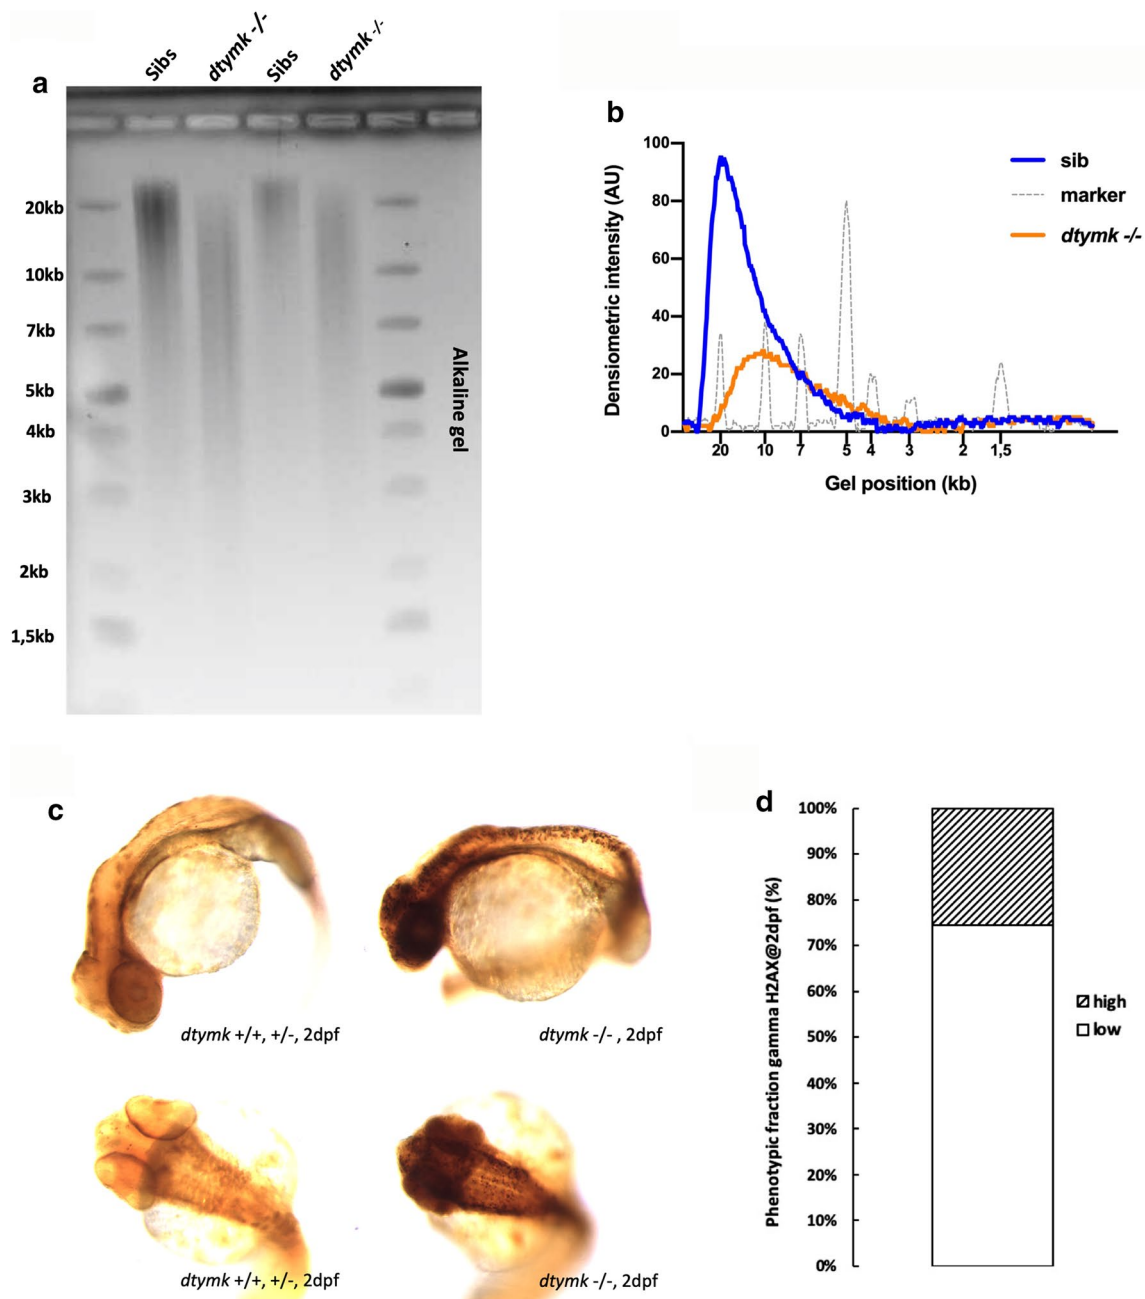 a
Sibs
dtymk -/-
Sibs
dtymk -/-
20kb
10kb
7kb
5kb
4kb
3kb
2kb
1,5kb
Alkaline gel
b
Densiometric intensity (AU)
100
80
60
40
20
0
20 10 7 5 4 3 2 1,5
Gel position (kb)
sib
marker
dtymk -/-
c
dtymk +/+, +/-, 2dpf
dtymk -/- , 2dpf
dtymk +/+, +/-, 2dpf
dtymk -/-, 2dpf
d
Phenotypic fraction gamma H2AX@2dpf (%)
100%
90%
80%
70%
60%
50%
40%
30%
20%
10%
0%
high
low